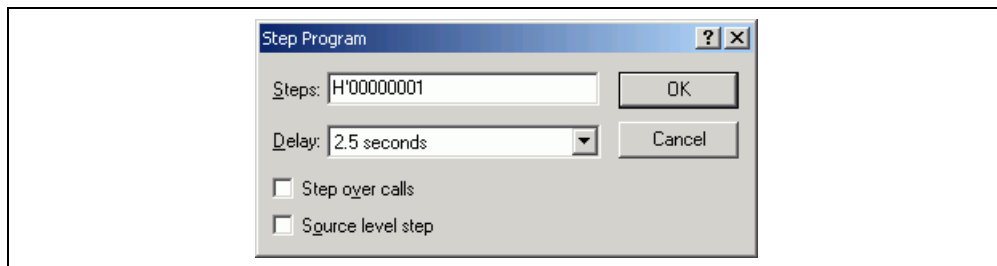 Step Program
Steps: H'00000001
OK
Delay: 2.5 seconds
Cancel
Step over calls
Source level step